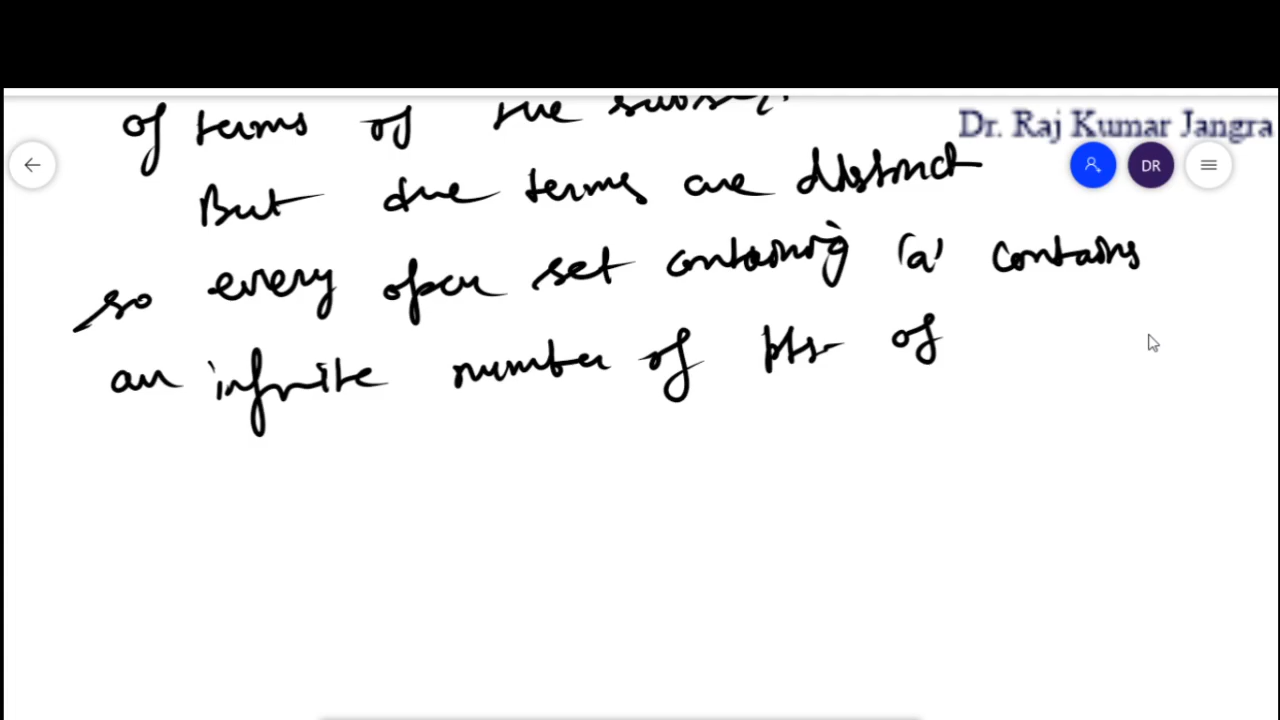 of terms of the subseq.
Dr. Raj Kumar Jangra
DR
But the terms are distinct
so every open set containing 'a' contains
an infinite number of pts. of